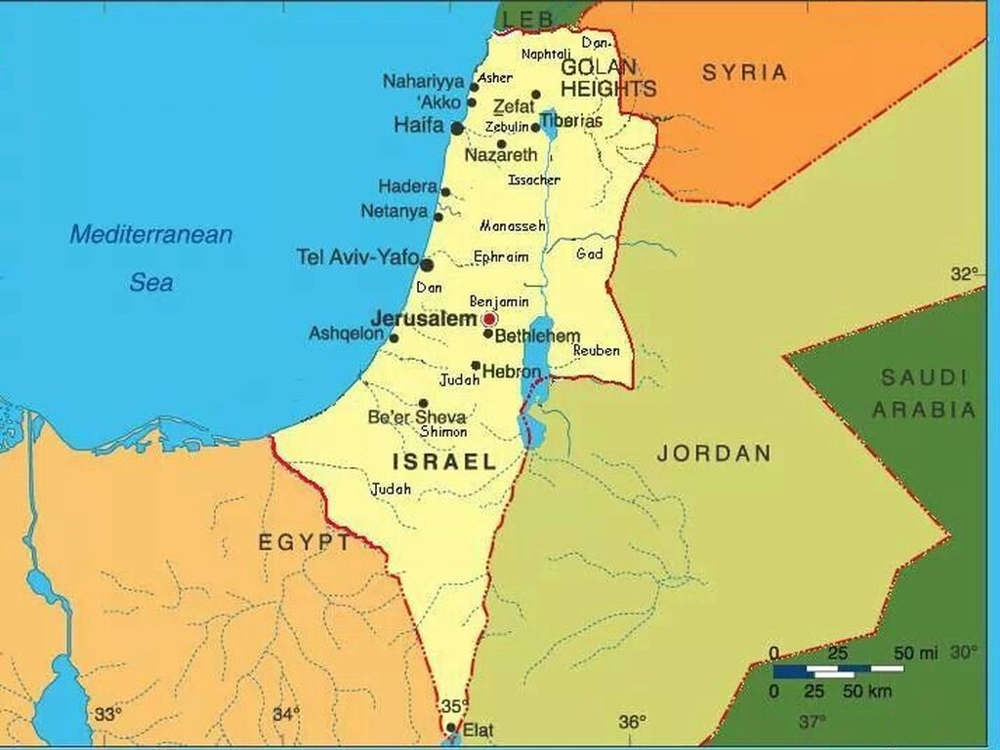 LEB
Dan
Naphtali
GOLAN
HEIGHTS
SYRIA
Nahariyya
Asher
'Akko
Zefat
Haifa
Zebulin
Tiberias
Nazareth
Issacher
Hadera
Netanya
Manasseh
Mediterranean
Sea
Tel Aviv-Yafo
Ephraim
Gad
32°
Dan
Benjamin
Jerusalem
Ashqelon
Bethlehem
Reuben
Hebron
Judah
SAUDI
ARABIA
Be'er Sheva
Shimon
ISRAEL
JORDAN
Judah
EGYPT
0 25 50 mi
30°
0 25 50 km
33°
34°
35°
36°
37°
Elat